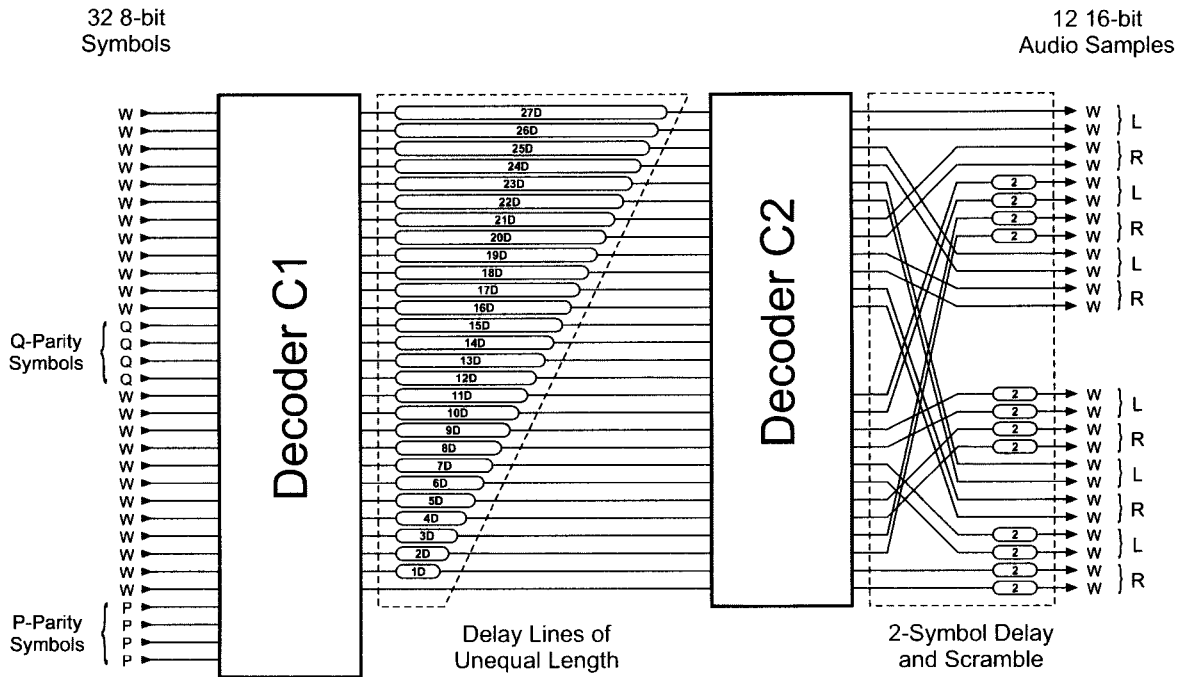 32 8-bit
Symbols
12 16-bit
Audio Samples
W
W
W
W
W
W
W
W
W
W
W
W
Q
Q
Q
Q
W
W
W
W
W
W
W
W
W
W
W
W
P
P
P
P
Q-Parity
Symbols
P-Parity
Symbols
Decoder C1
27D
26D
25D
24D
23D
22D
21D
20D
19D
18D
17D
16D
15D
14D
13D
12D
11D
10D
9D
8D
7D
6D
5D
4D
3D
2D
1D
Delay Lines of
Unequal Length
Decoder C2
2
2
2
2
2
2
2
2
2
2
2
2
2-Symbol Delay
and Scramble
W
W
L
W
W
R
W
W
L
W
W
R
W
W
L
W
W
R
W
W
L
W
W
R
W
W
L
W
W
R
W
W
L
W
W
R